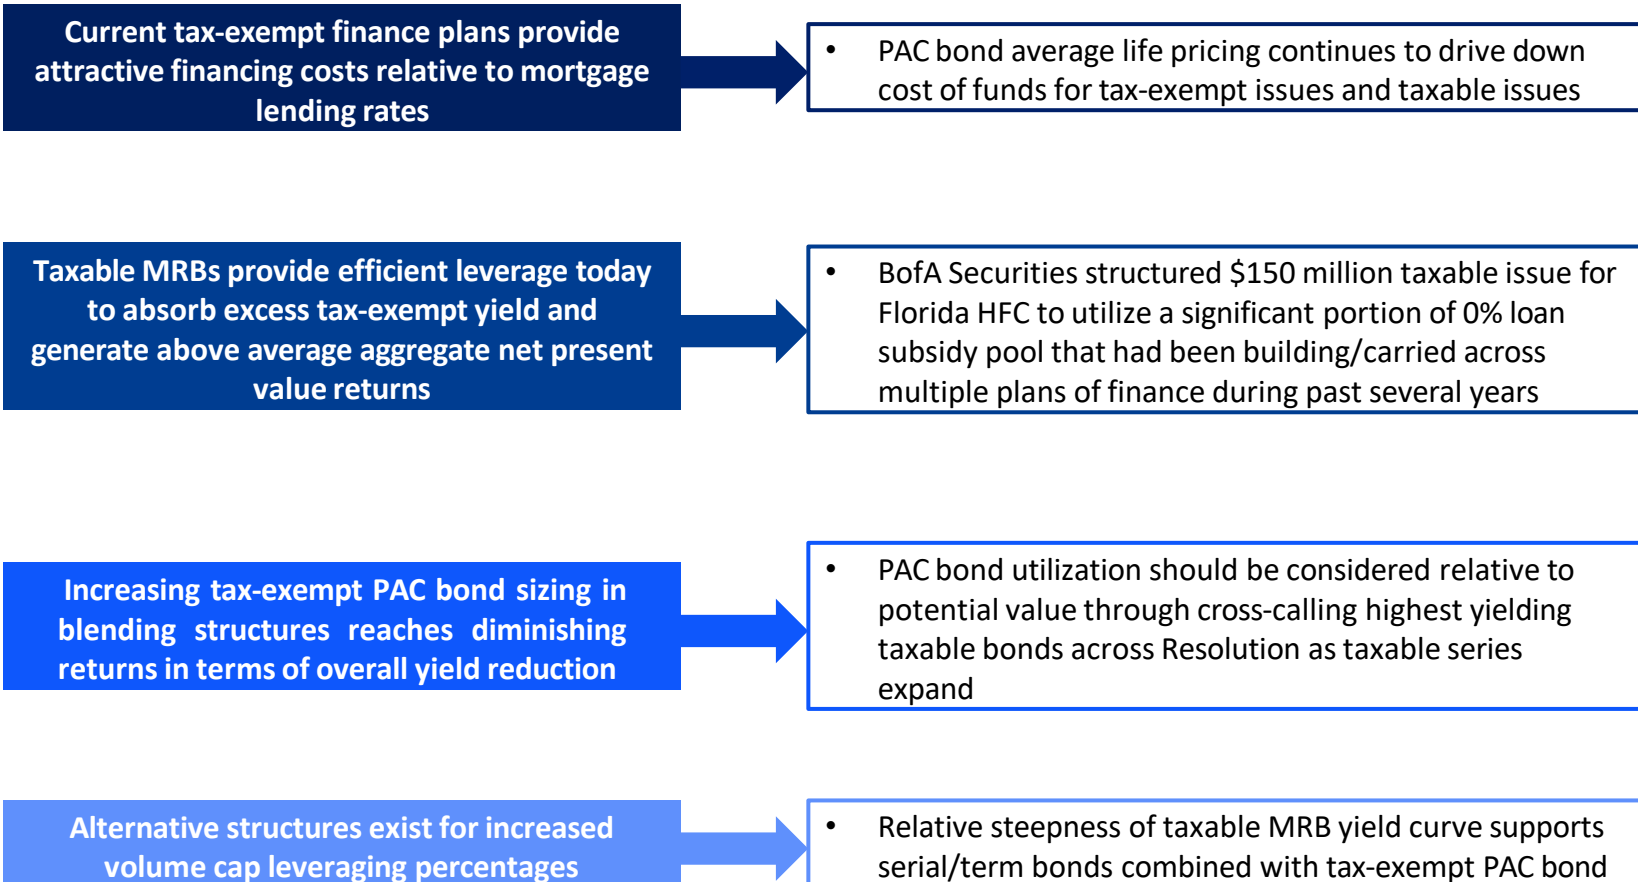 Current tax-exempt finance plans provide
attractive financing costs relative to mortgage
lending rates
• PAC bond average life pricing continues to drive down
cost of funds for tax-exempt issues and taxable issues
Taxable MRBs provide efficient leverage today
to absorb excess tax-exempt yield and
generate above average aggregate net present
value returns
• BofA Securities structured $150 million taxable issue for
Florida HFC to utilize a significant portion of 0% loan
subsidy pool that had been building/carried across
multiple plans of finance during past several years
Increasing tax-exempt PAC bond sizing in
blending structures reaches diminishing
returns in terms of overall yield reduction
• PAC bond utilization should be considered relative to
potential value through cross-calling highest yielding
taxable bonds across Resolution as taxable series
expand
Alternative structures exist for increased
volume cap leveraging percentages
• Relative steepness of taxable MRB yield curve supports
serial/term bonds combined with tax-exempt PAC bond